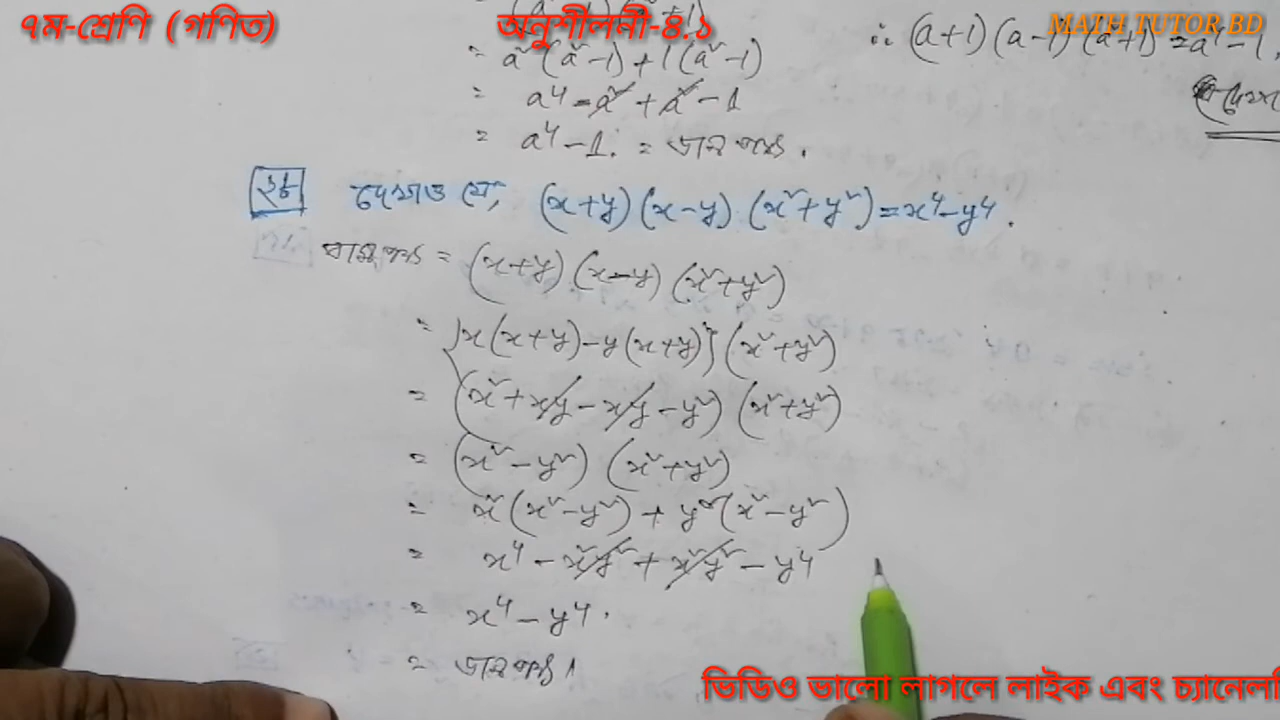 ৭ম-শ্রেণি (গণিত) অনুশীলনী-৪.১ MATH TUTOR BD
= a²(a²-1)+1(a²-1)
∴ (a+1)(a-1)(a²+1) = a⁴-1.
= a⁴-a²+a²-1
= a⁴-1. = ডানপক্ষ.
২৮ দেখাও যে, (x+y)(x-y)(x²+y²)=x⁴-y⁴.
বামপক্ষ = (x+y)(x-y)(x²+y²)
= {x(x+y)-y(x+y)}(x²+y²)
= (x²+xy-xy-y²)(x²+y²)
= (x²-y²)(x²+y²)
= x²(x²-y²)+y²(x²-y²)
= x⁴-x²y²+x²y²-y⁴
= x⁴-y⁴.
= ডানপক্ষ।
ভিডিও ভালো লাগলে লাইক এবং